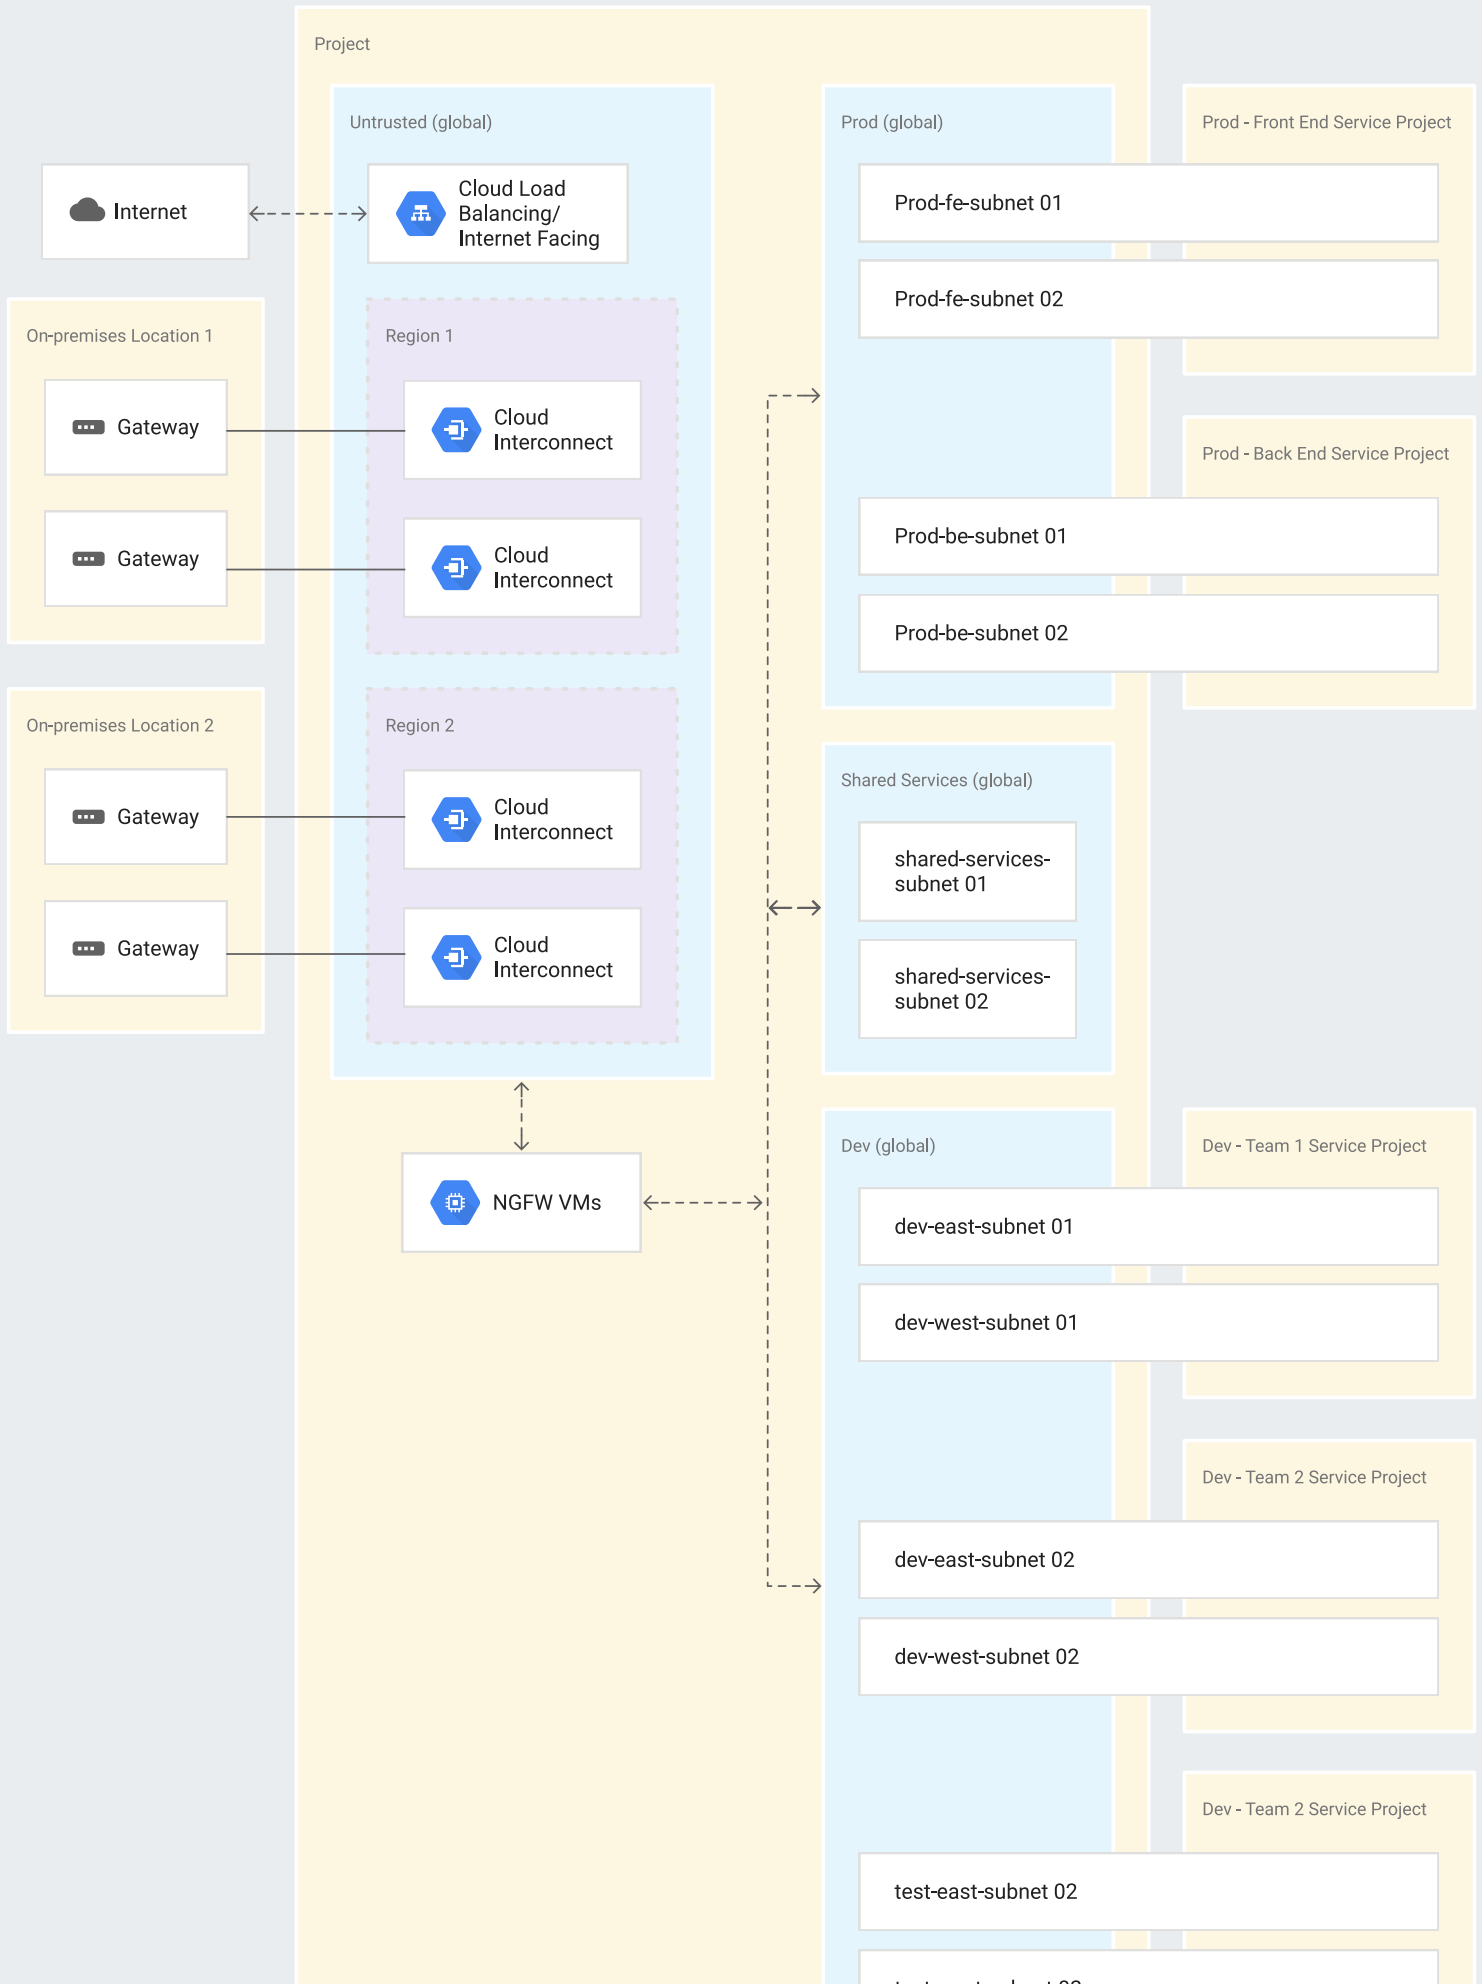 Project
Untrusted (global)
Internet
Cloud Load
Balancing/
Internet Facing
On-premises Location 1
Gateway
Gateway
Region 1
Cloud
Interconnect
Cloud
Interconnect
On-premises Location 2
Gateway
Gateway
Region 2
Cloud
Interconnect
Cloud
Interconnect
NGFW VMs
Prod (global)
Prod - Front End Service Project
Prod-fe-subnet 01
Prod-fe-subnet 02
Prod - Back End Service Project
Prod-be-subnet 01
Prod-be-subnet 02
Shared Services (global)
shared-services-
subnet 01
shared-services-
subnet 02
Dev (global)
Dev - Team 1 Service Project
dev-east-subnet 01
dev-west-subnet 01
Dev - Team 2 Service Project
dev-east-subnet 02
dev-west-subnet 02
Dev - Team 2 Service Project
test-east-subnet 02